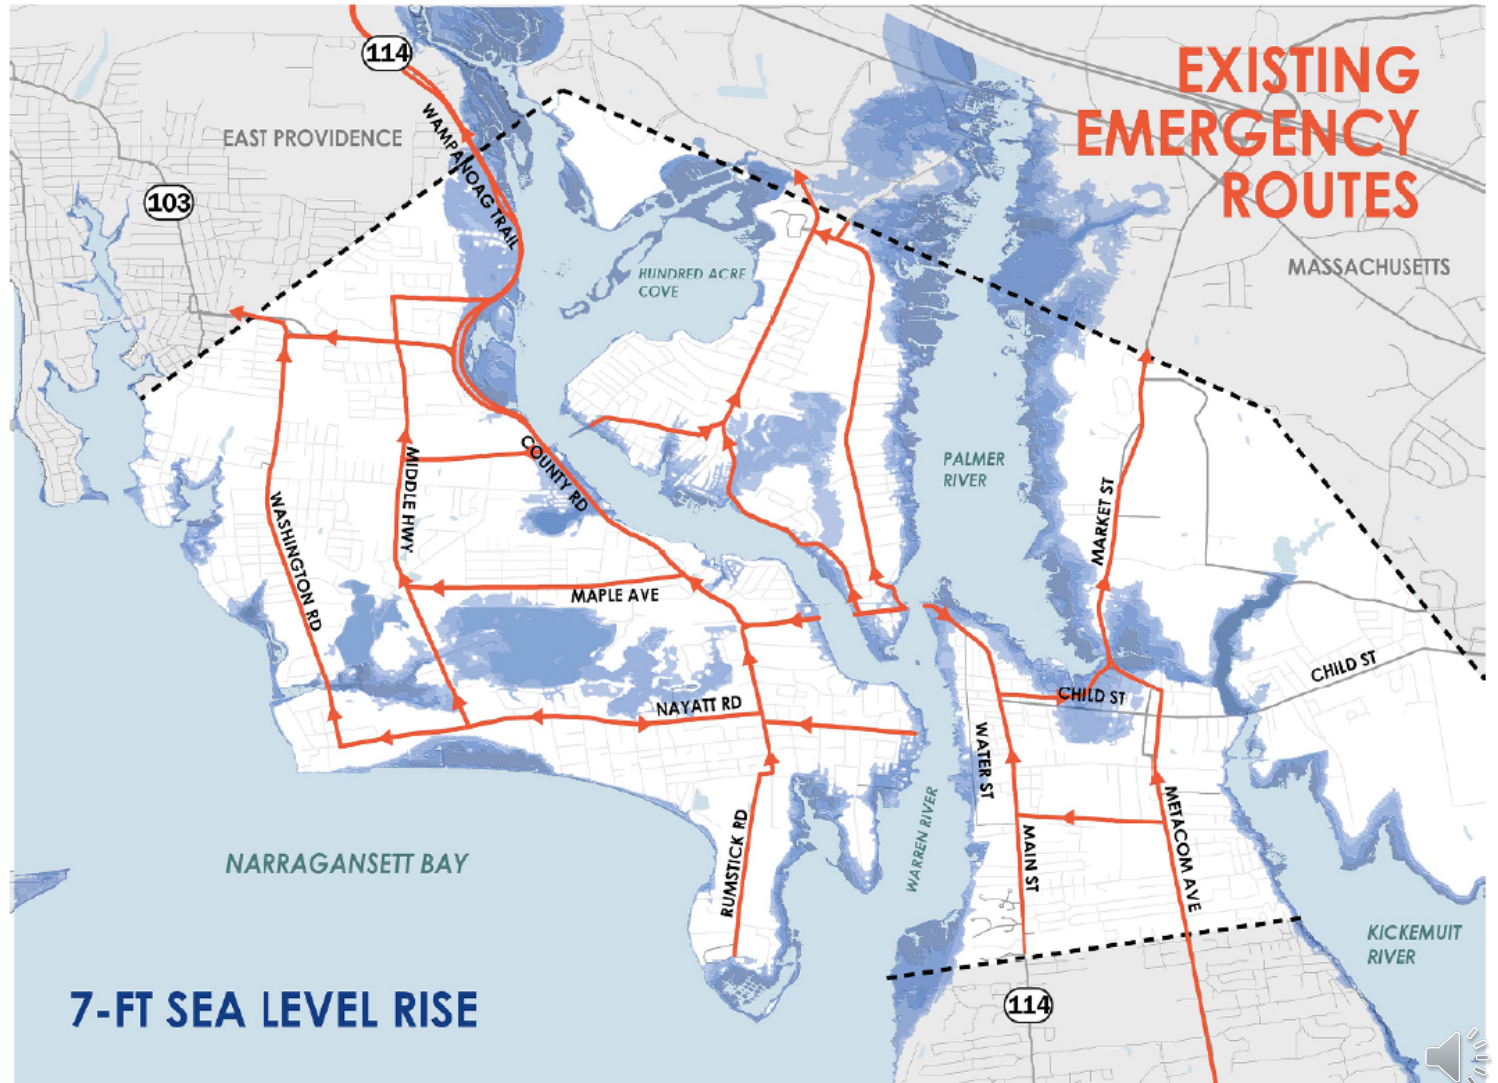 EXISTING
EMERGENCY
ROUTES
114
WAMPANOAG TRAIL
EAST PROVIDENCE
103
MASSACHUSETTS
HUNDRED ACRE
COVE
PALMER
RIVER
COUNTY RD
MIDDLE HWY
WASHINGTON RD
MARKET ST
MAPLE AVE
CHILD ST
CHILD ST
NAYATT RD
WATER ST
METACOM AVE
MAIN ST
RUMSTICK RD
WARREN RIVER
NARRAGANSETT BAY
KICKEMUIT
RIVER
7-FT SEA LEVEL RISE
114